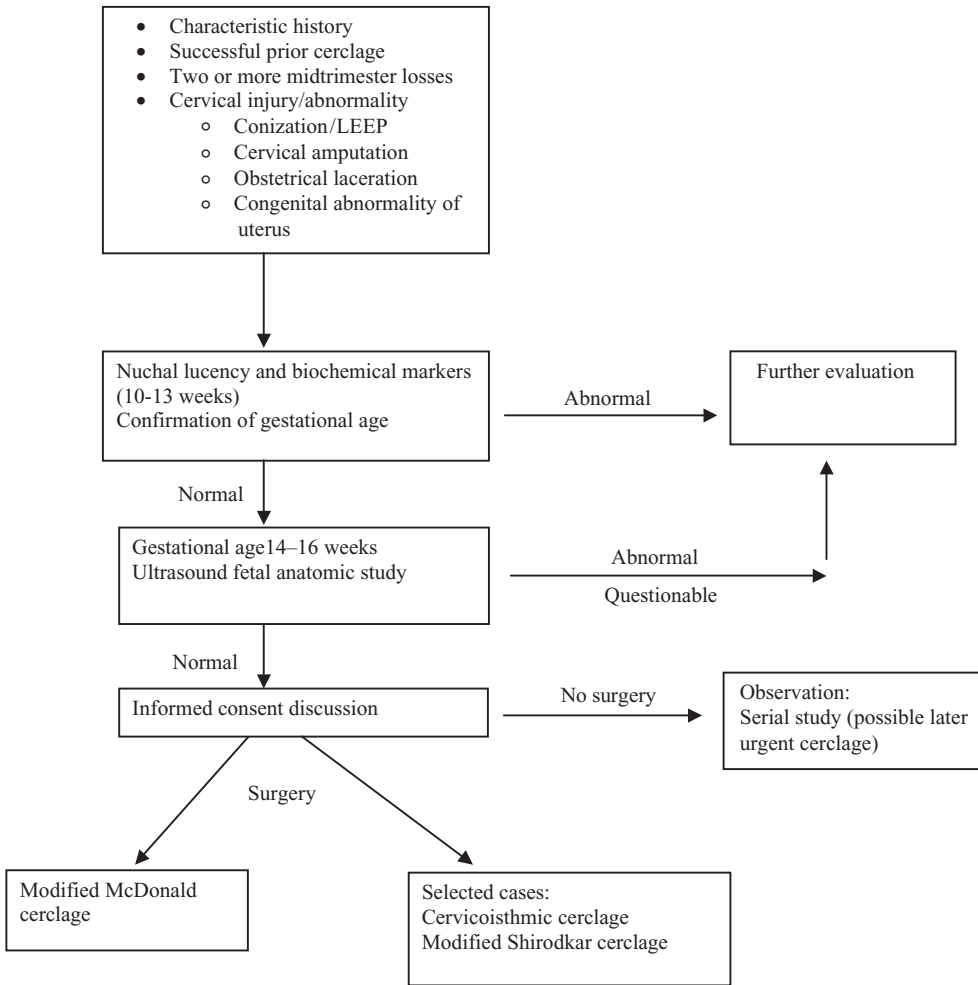 • Characteristic history
• Successful prior cerclage
• Two or more midtrimester losses
• Cervical injury/abnormality
o Conization/LEEP
o Cervical amputation
o Obstetrical laceration
o Congenital abnormality of
uterus
Nuchal lucency and biochemical markers
(10-13 weeks)
Confirmation of gestational age
Abnormal
Further evaluation
Normal
Gestational age14–16 weeks
Ultrasound fetal anatomic study
Abnormal
Questionable
Normal
Informed consent discussion
No surgery
Observation:
Serial study (possible later
urgent cerclage)
Surgery
Modified McDonald
cerclage
Selected cases:
Cervicoisthmic cerclage
Modified Shirodkar cerclage